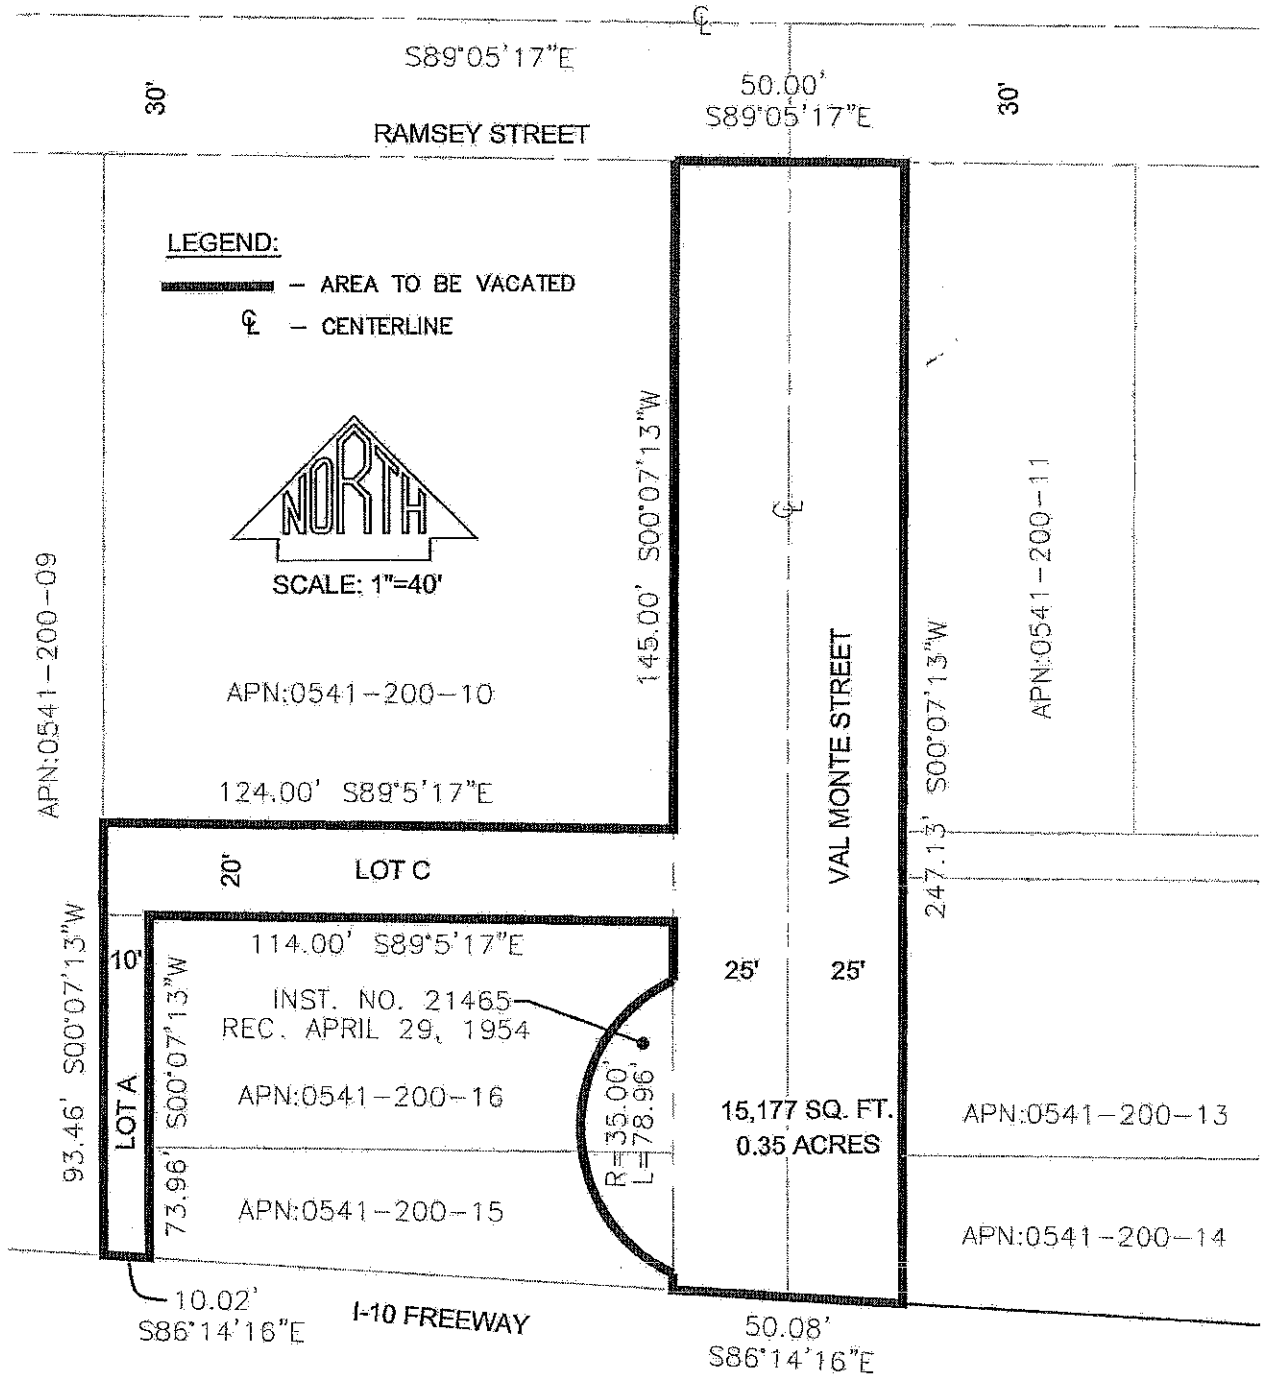 ℄
S89°05'17"E
50.00'
S89°05'17"E
30'
30'
RAMSEY STREET
LEGEND:
– AREA TO BE VACATED
℄ – CENTERLINE
NORTH
SCALE: 1"=40'
145.00' S00°07'13"W
℄
APN:0541-200-11
APN:0541-200-09
APN:0541-200-10
VAL MONTE STREET
247.13' S00°07'13"W
124.00' S89°5'17"E
20'
LOT C
93.46' S00°07'13"W
10'
LOT A
73.96' S00°07'13"W
114.00' S89°5'17"E
25'
25'
INST. NO. 21465
REC. APRIL 29, 1954
APN:0541-200-16
R=35.00'
L=78.96'
15,177 SQ. FT.
0.35 ACRES
APN:0541-200-13
APN:0541-200-15
APN:0541-200-14
10.02'
S86°14'16"E
I-10 FREEWAY
50.08'
S86°14'16"E